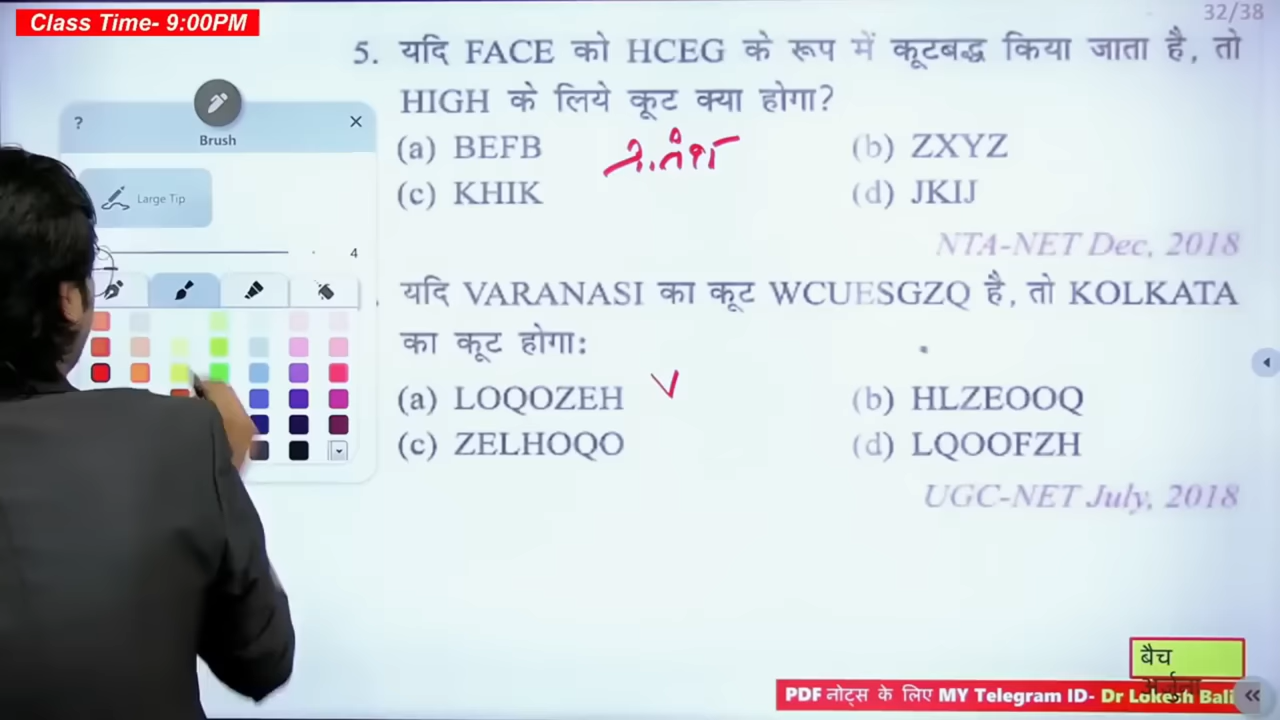 Class Time- 9:00PM
32/38
5. यदि FACE को HCEG के रूप में कूटबद्ध किया जाता है, तो
HIGH के लिये कूट क्या होगा?
(a) BEFB
(b) ZXYZ
(c) KHIK
(d) JKIJ
NTA-NET Dec, 2018
?
Brush
Large Tip
4
यदि VARANASI का कूट WCUESGZQ है, तो KOLKATA
का कूट होगा:
(a) LOQOZEH
(b) HLZEOOQ
(c) ZELHOQO
(d) LQOOFZH
UGC-NET July, 2018
बैच
PDF नोट्स के लिए MY Telegram ID- Dr Lokesh Bali